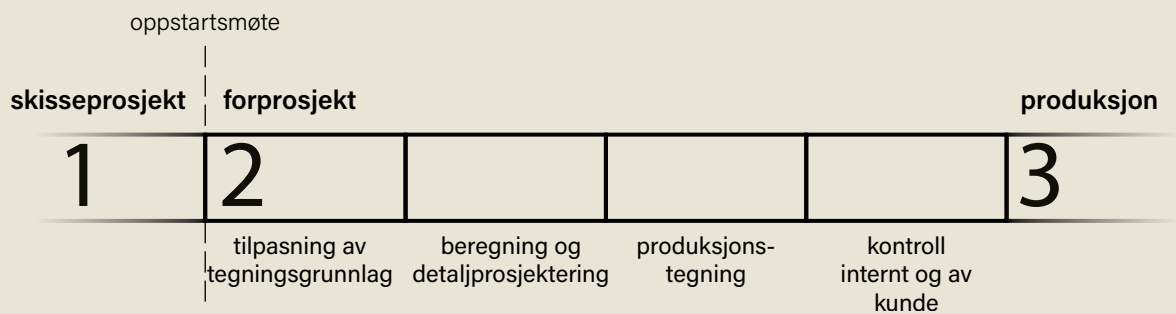 oppstartsmøte
skisseprosjekt
forprosjekt
produksjon
1
2
3
tilpasning av
tegningsgrunnlag
beregning og
detaljprosjektering
produksjons-
tegning
kontroll
internt og av
kunde